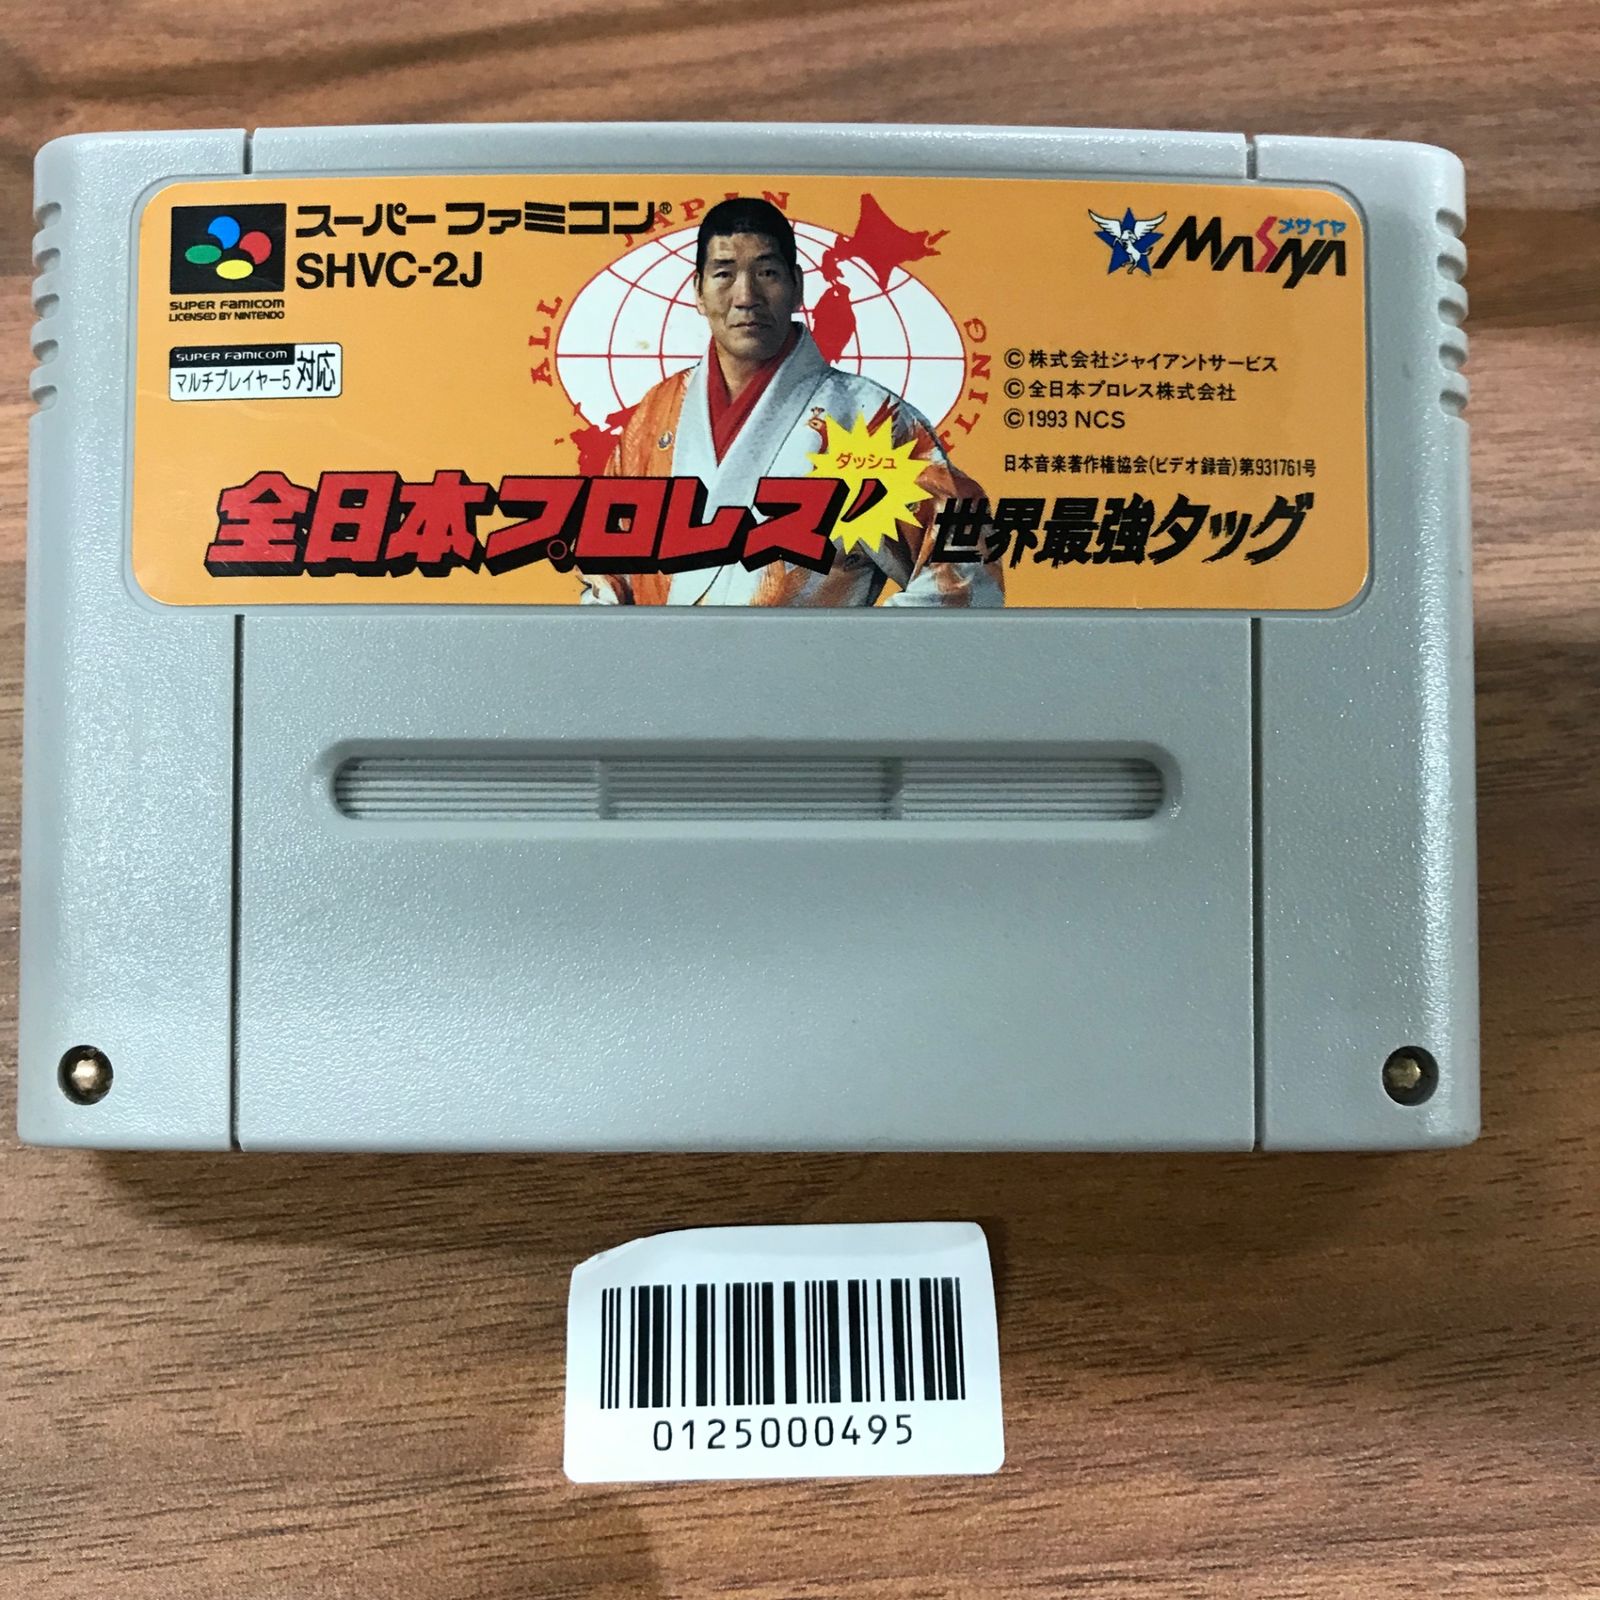 スーパーファミコン®
SHVC-2J
SUPER FAMICOM
LICENSED BY NINTENDO
SUPER FAMICOM
マルチプレイヤー5 対応
ALL JAPAN
メサイヤ
MASAYA
©株式会社ジャイアントサービス
©全日本プロレス株式会社
©1993 NCS
日本音楽著作権協会(ビデオ録音)第931761号
ダッシュ
全日本プロレス′ 世界最強タッグ
0125000495